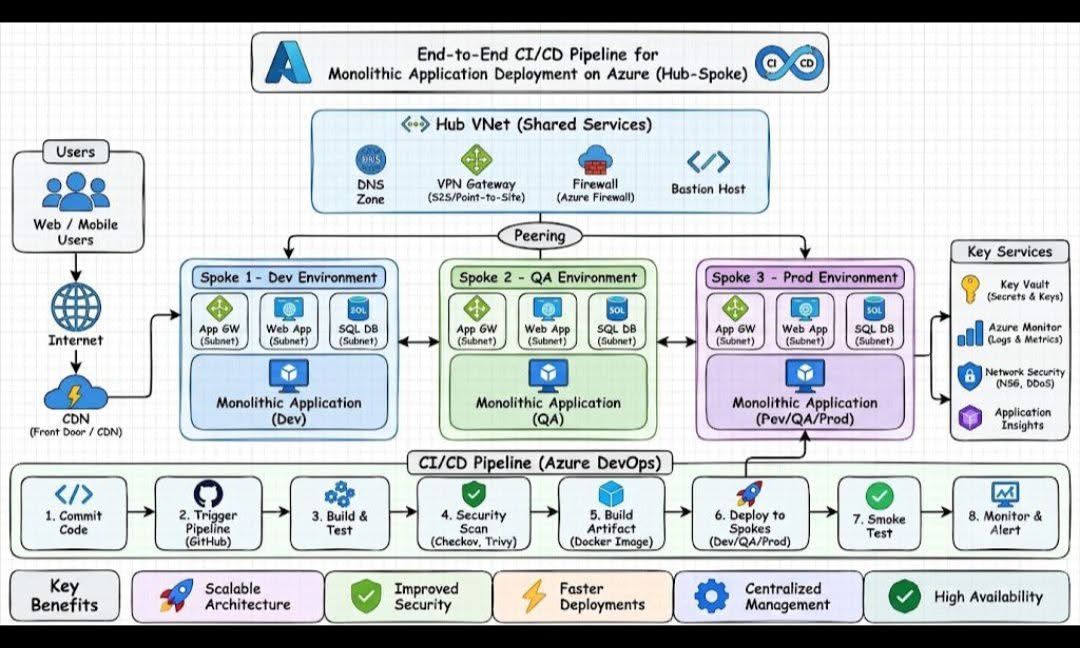 End-to-End CI/CD Pipeline for
Monolithic Application Deployment on Azure (Hub-Spoke)
CI CD
Hub VNet (Shared Services)
DNS
DNS
Zone
VPN Gateway
(S2S/Point-to-Site)
Firewall
(Azure Firewall)
Bastion Host
Peering
Users
Web / Mobile
Users
Internet
CDN
(Front Door / CDN)
Spoke 1 - Dev Environment
App GW
(Subnet)
Web App
(Subnet)
SQL DB
(Subnet)
Monolithic Application
(Dev)
Spoke 2 - QA Environment
App GW
(Subnet)
Web App
(Subnet)
SQL
SQL DB
(Subnet)
Monolithic Application
(QA)
Spoke 3 - Prod Environment
App GW
(Subnet)
Web App
(Subnet)
SQL
SQL DB
(Subnet)
Monolithic Application
(Pev/QA/Prod)
Key Services
Key Vault
(Secrets & Keys)
Azure Monitor
(Logs & Metrics)
Network Security
(NSG, DDoS)
Application
Insights
CI/CD Pipeline (Azure DevOps)
1. Commit
Code
2. Trigger
Pipeline
(GitHub)
3. Build &
Test
4. Security
Scan
(Checkov, Trivy)
5. Build
Artifact
(Docker Image)
6. Deploy to
Spokes
(Dev/QA/Prod)
7. Smoke
Test
8. Monitor &
Alert
Key
Benefits
Scalable
Architecture
Improved
Security
Faster
Deployments
Centralized
Management
High Availability